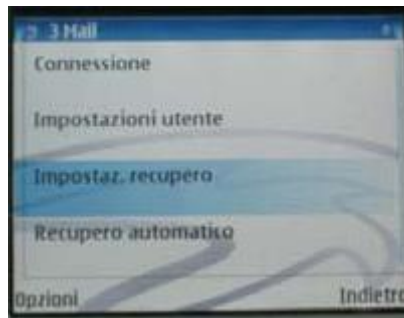 3 Mail
Connessione
Impostazioni utente
Impostaz. recupero
Recupero automatico
Opzioni
Indietro